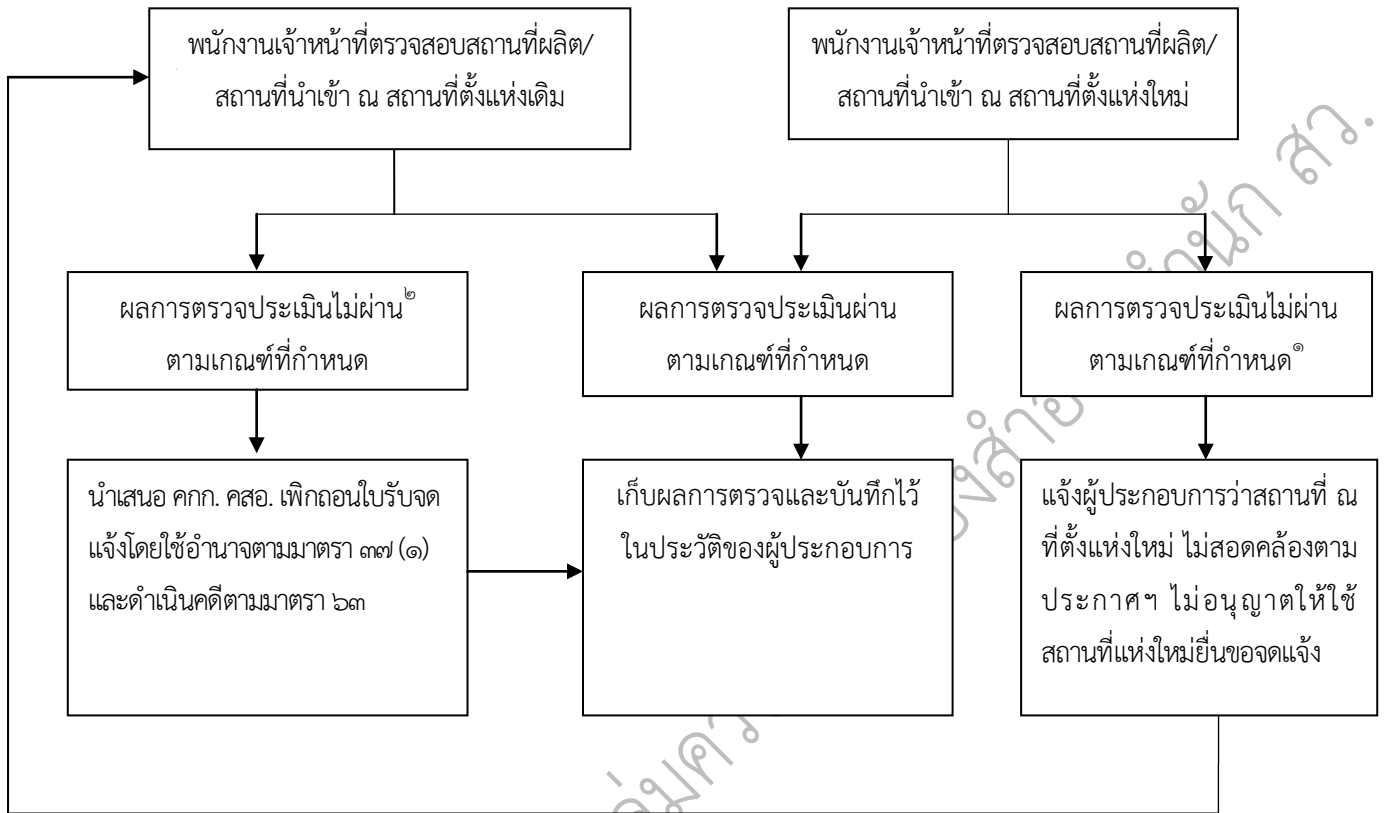 พนักงานเจ้าหน้าที่ตรวจสอบสถานที่ผลิต/
สถานที่นำเข้า ณ สถานที่ตั้งแห่งเดิม
พนักงานเจ้าหน้าที่ตรวจสอบสถานที่ผลิต/
สถานที่นำเข้า ณ สถานที่ตั้งแห่งใหม่
ผลการตรวจประเมินไม่ผ่าน๒
ตามเกณฑ์ที่กำหนด
ผลการตรวจประเมินผ่าน
ตามเกณฑ์ที่กำหนด
ผลการตรวจประเมินไม่ผ่าน
ตามเกณฑ์ที่กำหนด๑
นำเสนอ คกก. คสอ. เพิกถอนใบรับจด
แจ้งโดยใช้อำนาจตามมาตรา ๓๗ (๑)
และดำเนินคดีตามมาตรา ๖๓
เก็บผลการตรวจและบันทึกไว้
ในประวัติของผู้ประกอบการ
แจ้งผู้ประกอบการว่าสถานที่ ณ
ที่ตั้งแห่งใหม่ ไม่สอดคล้องตาม
ประกาศฯ ไม่อนุญาตให้ใช้
สถานที่แห่งใหม่ยื่นขอจดแจ้ง
สว.